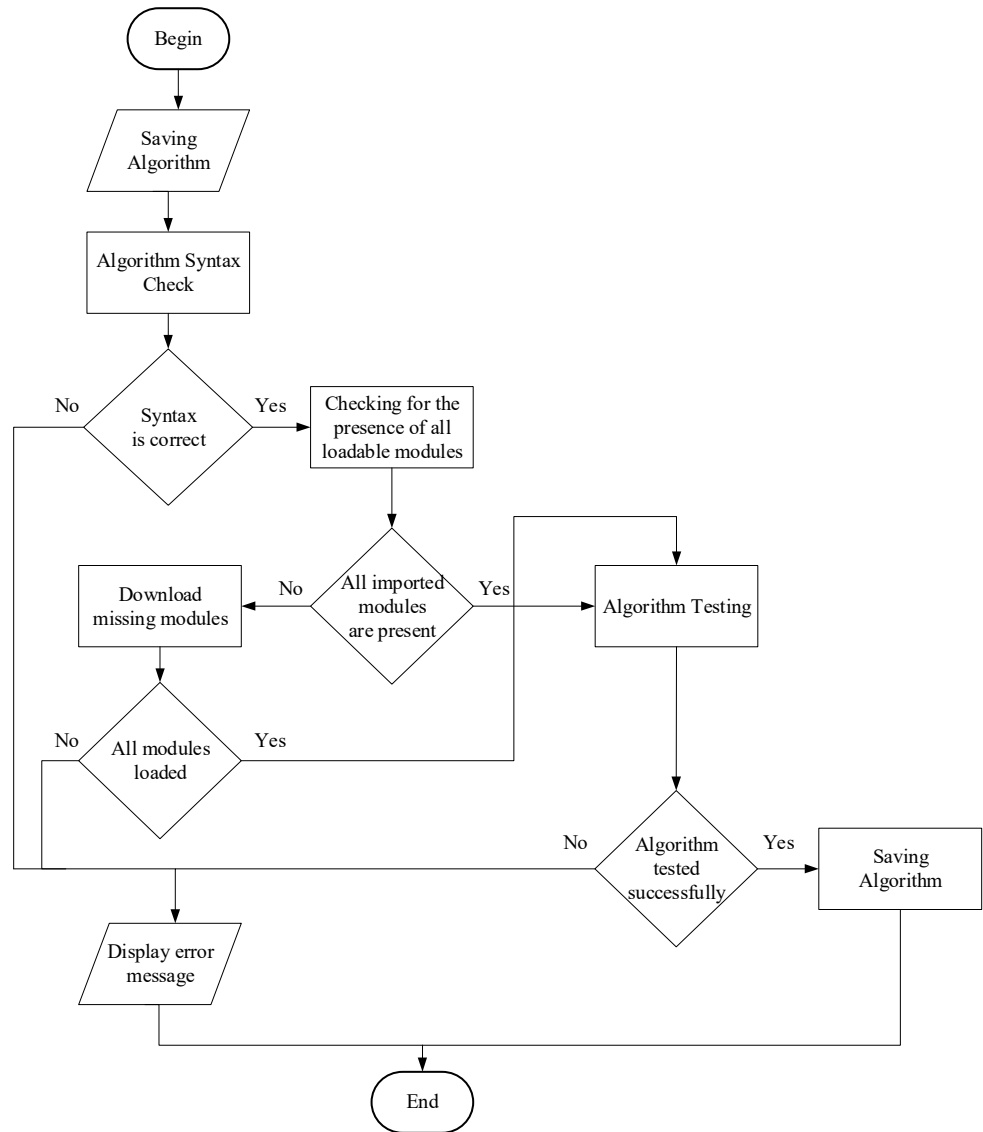 Begin
Saving
Algorithm
Algorithm Syntax
Check
No
Syntax
is correct
Yes
Checking for the
presence of all
loadable modules
Download
missing modules
No
All imported
modules
are present
Yes
Algorithm Testing
No
All modules
loaded
Yes
No
Algorithm
tested
successfully
Yes
Saving
Algorithm
Display error
message
End